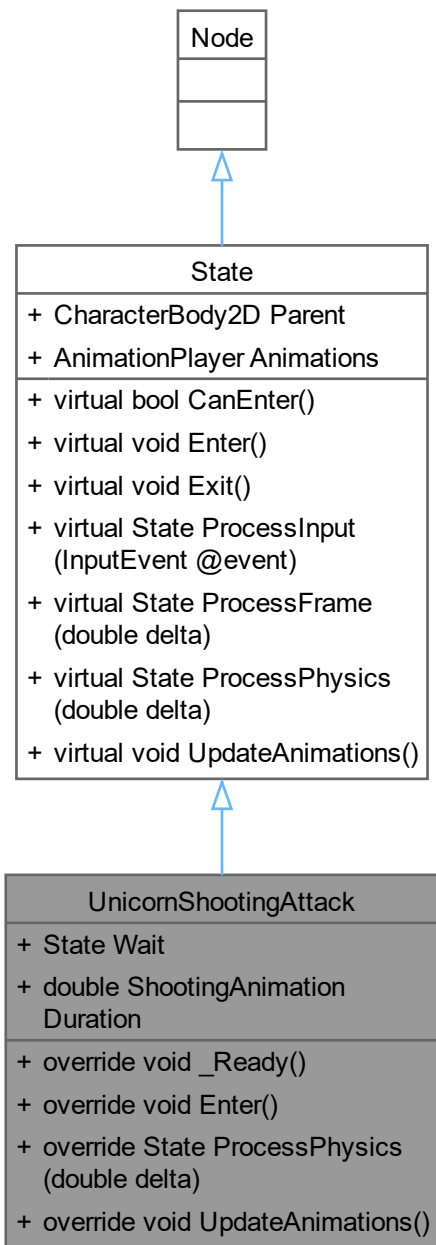 Node
State
+ CharacterBody2D Parent
+ AnimationPlayer Animations
+ virtual bool CanEnter()
+ virtual void Enter()
+ virtual void Exit()
+ virtual State ProcessInput
(InputEvent @event)
+ virtual State ProcessFrame
(double delta)
+ virtual State ProcessPhysics
(double delta)
+ virtual void UpdateAnimations()
UnicornShootingAttack
+ State Wait
+ double ShootingAnimation
Duration
+ override void _Ready()
+ override void Enter()
+ override State ProcessPhysics
(double delta)
+ override void UpdateAnimations()